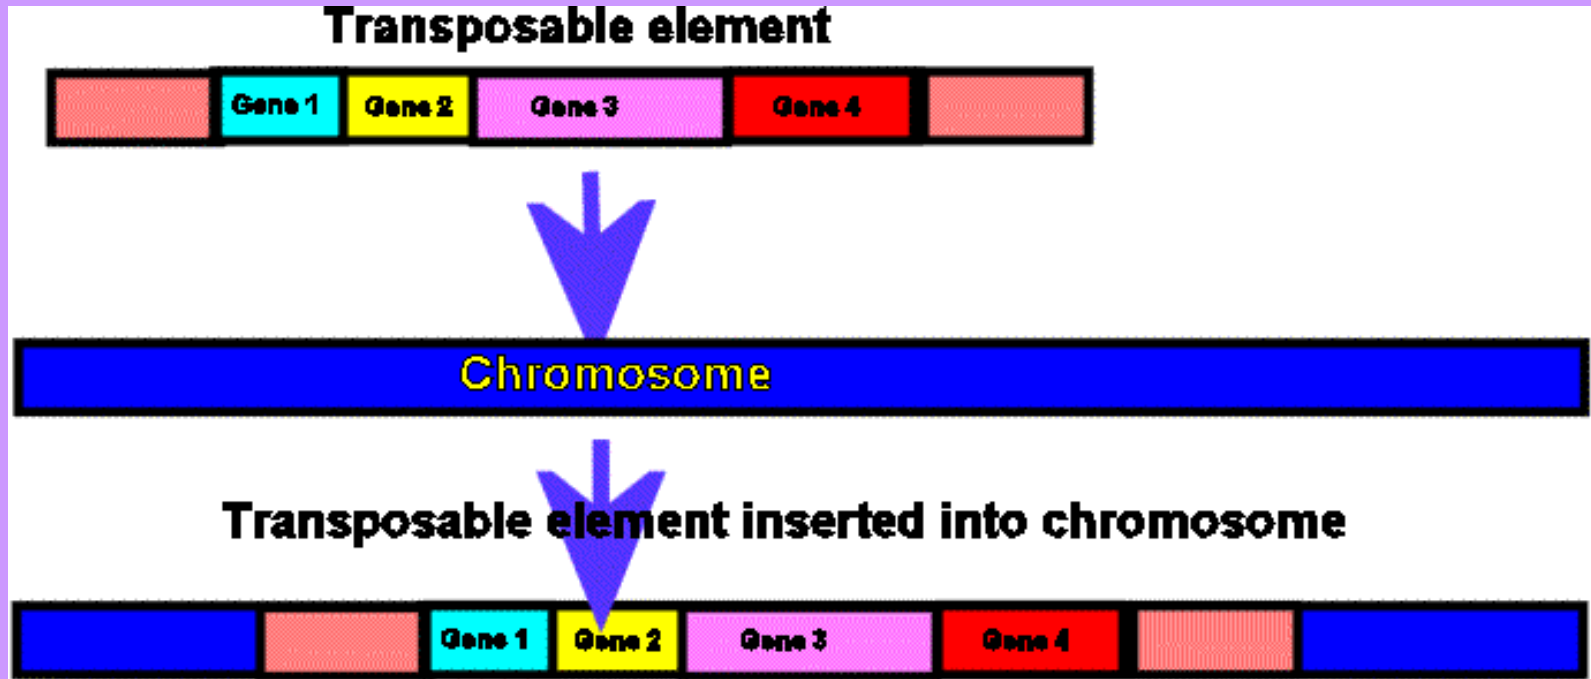 Transposable element
Gene 1 Gene 2 Gene 3 Gene 4
Chromosome
Transposable element inserted into chromosome
Gene 1 Gene 2 Gene 3 Gene 4